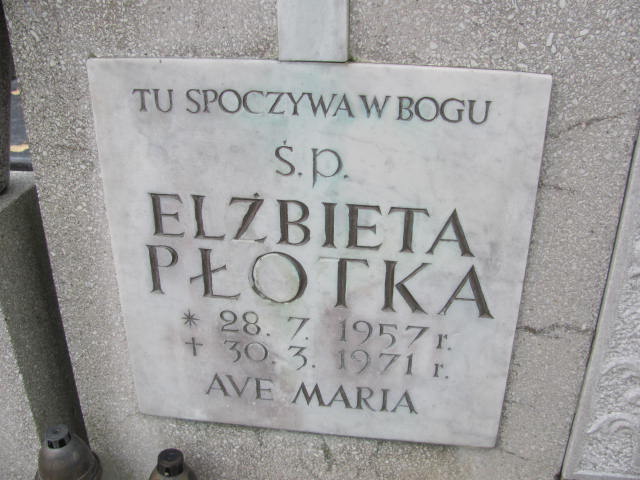 TU SPOCZYWA W BOGU
Ś.p.
ELŻBIETA
PŁOTKA
* 28. 7. 1957 r.
† 30. 3. 1971 r.
AVE MARIA